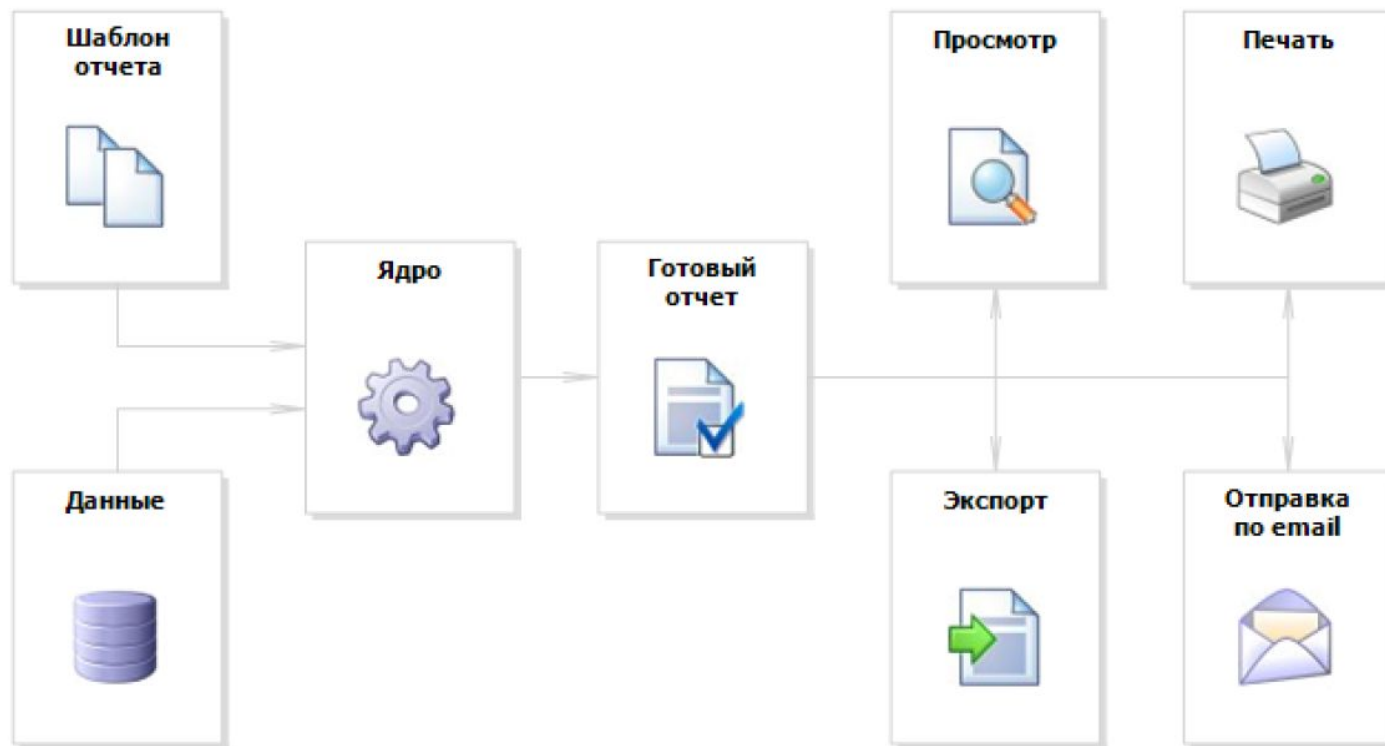 Шаблон
отчета
Просмотр
Печать
Ядро
Готовый
отчет
Данные
Экспорт
Отправка
по email